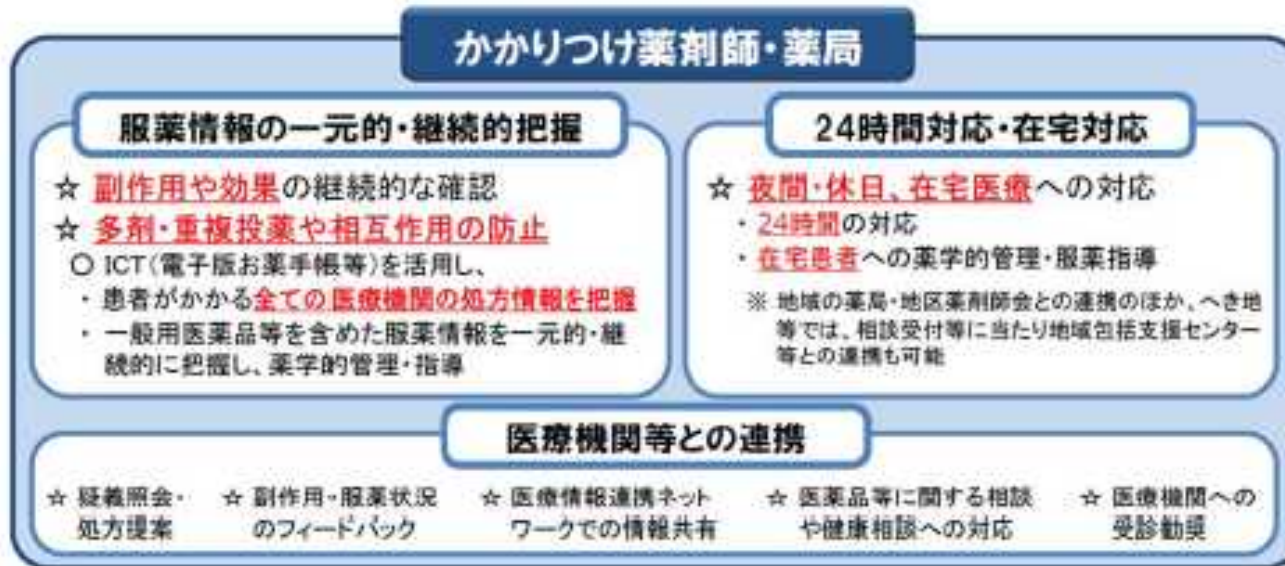 かかりつけ薬剤師・薬局
服薬情報の一元的・継続的把握
☆ 副作用や効果の継続的な確認
☆ 多剤・重複投薬や相互作用の防止
○ ICT(電子版お薬手帳等)を活用し、
・ 患者がかかる全ての医療機関の処方情報を把握
・ 一般用医薬品等を含めた服薬情報を一元的・継
続的に把握し、薬学的管理・指導
24時間対応・在宅対応
☆ 夜間・休日、在宅医療への対応
・ 24時間の対応
・ 在宅患者への薬学的管理・服薬指導
※ 地域の薬局・地区薬剤師会との連携のほか、へき地
等では、相談受付等に当たり地域包括支援センター
等との連携も可能
医療機関等との連携
☆ 疑義照会・
処方提案
☆ 副作用・服薬状況
のフィードバック
☆ 医療情報連携ネット
ワークでの情報共有
☆ 医薬品等に関する相談
や健康相談への対応
☆ 医療機関への
受診勧奨